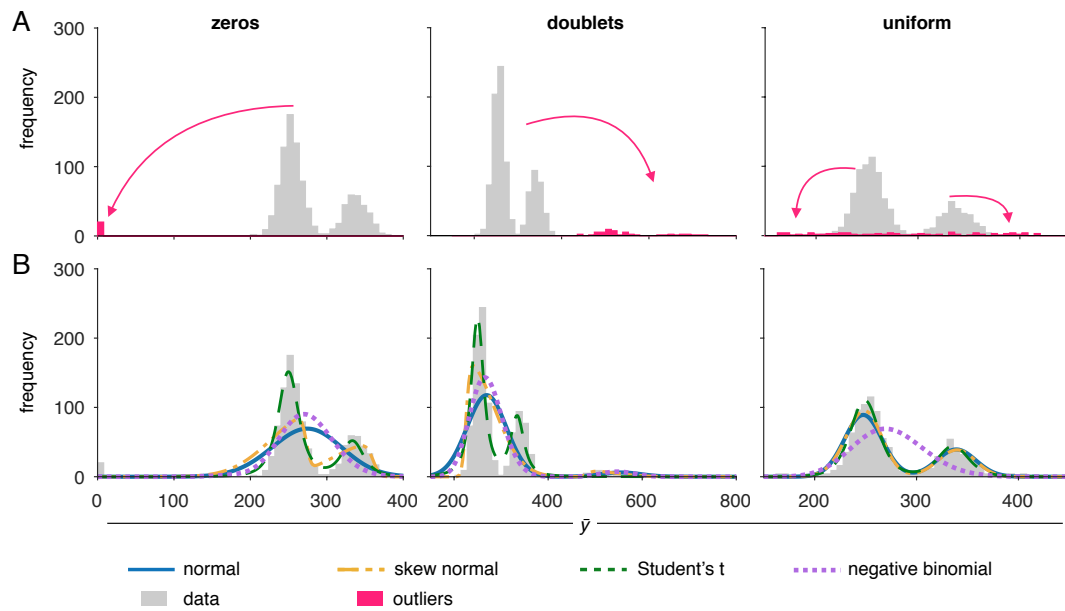 A
zeros
doublets
uniform
frequency
300
200
100
0
B
frequency
300
200
100
0
0 100 200 300 400
200 400 600 800
200 300 400
ȳ
normal
skew normal
Student's t
negative binomial
data
outliers